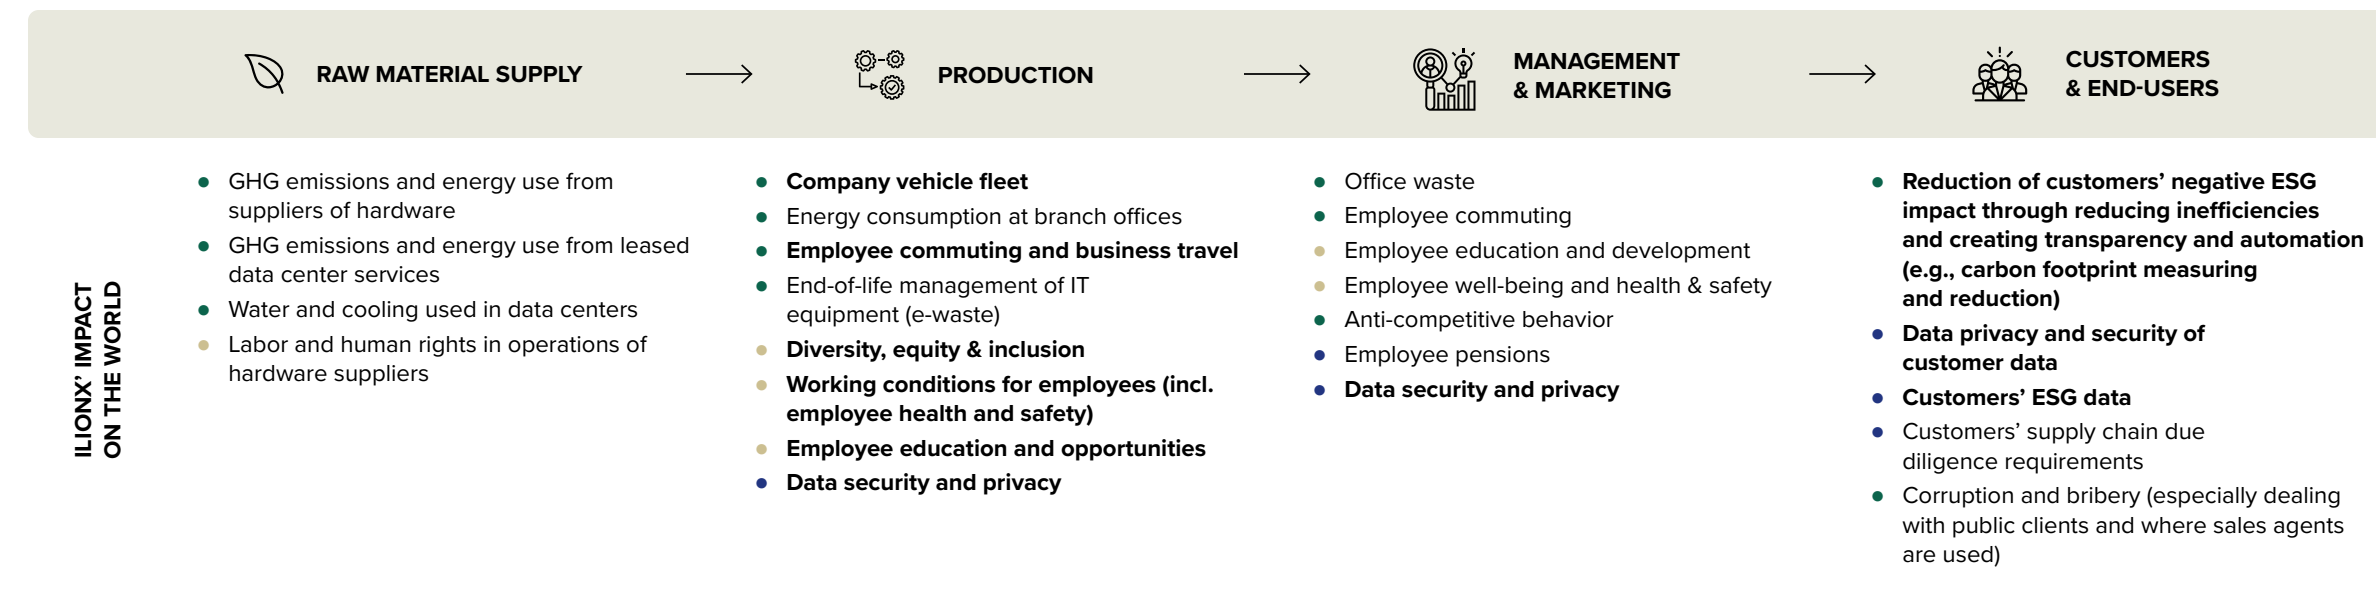 RAW MATERIAL SUPPLY
PRODUCTION
MANAGEMENT
& MARKETING
CUSTOMERS
& END-USERS
ILIONX’ IMPACT
ON THE WORLD
GHG emissions and energy use from
suppliers of hardware
GHG emissions and energy use from leased
data center services
Water and cooling used in data centers
Labor and human rights in operations of
hardware suppliers
Company vehicle fleet
Energy consumption at branch offices
Employee commuting and business travel
End-of-life management of IT
equipment (e-waste)
Diversity, equity & inclusion
Working conditions for employees (incl.
employee health and safety)
Employee education and opportunities
Data security and privacy
Office waste
Employee commuting
Employee education and development
Employee well-being and health & safety
Anti-competitive behavior
Employee pensions
Data security and privacy
Reduction of customers’ negative ESG
impact through reducing inefficiencies
and creating transparency and automation
(e.g., carbon footprint measuring
and reduction)
Data privacy and security of
customer data
Customers’ ESG data
Customers’ supply chain due
diligence requirements
Corruption and bribery (especially dealing
with public clients and where sales agents
are used)